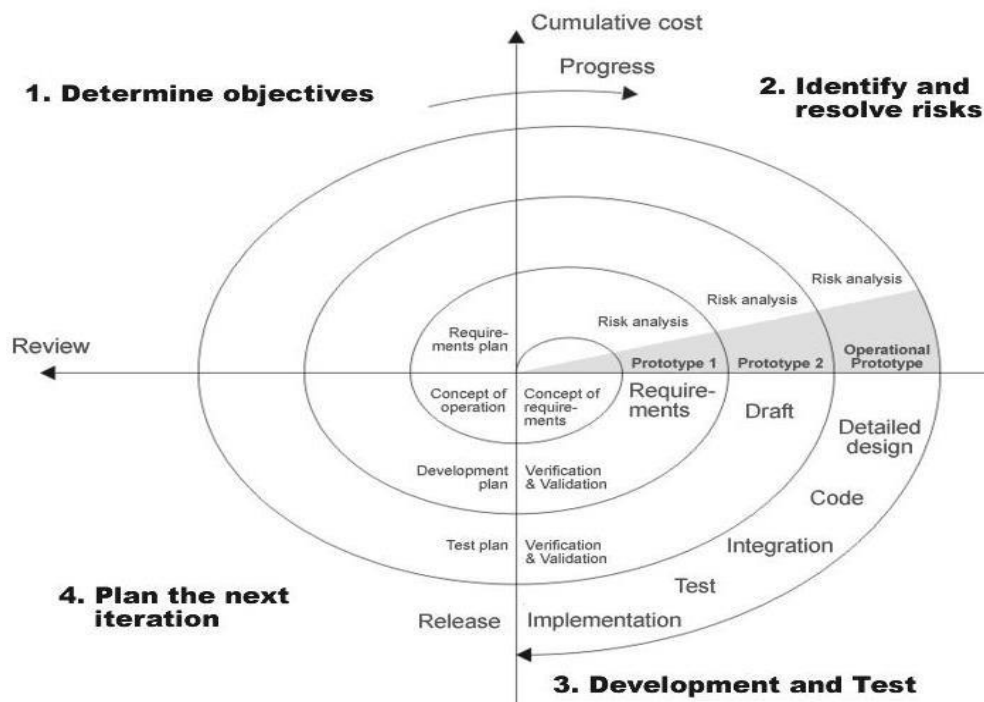 Cumulative cost
Progress
1. Determine objectives
2. Identify and
resolve risks
Risk analysis
Risk analysis
Risk analysis
Require-
ments plan
Review
Prototype 1
Prototype 2
Operational
Prototype
Concept of
operation
Concept of
require-
ments
Require-
ments
Draft
Detailed
design
Development
plan
Verification
& Validation
Code
Test plan
Verification
& Validation
Integration
Test
4. Plan the next
iteration
Release
Implementation
3. Development and Test